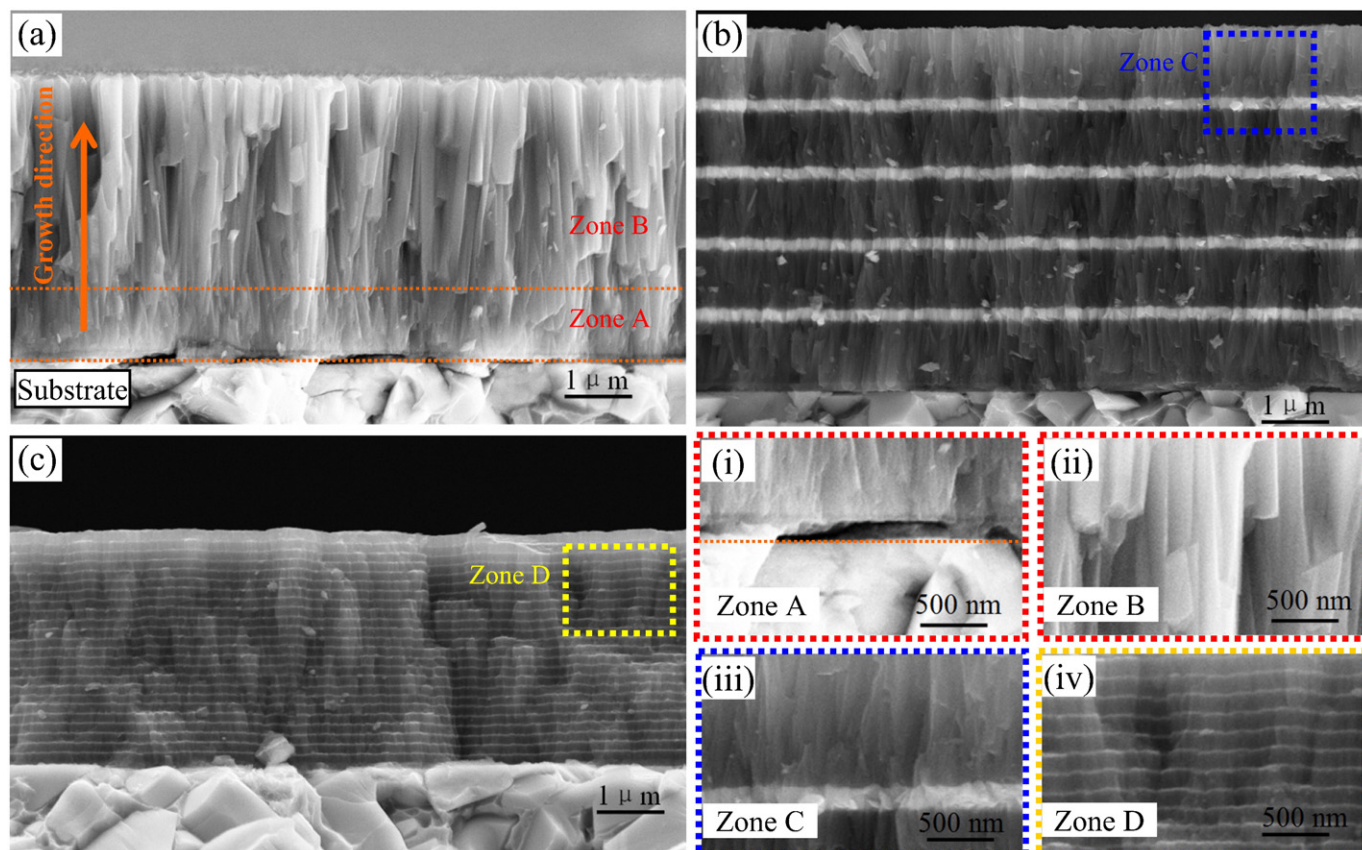 (a)
Growth direction
Zone B
Zone A
Substrate
1 μ m
(b)
Zone C
1 μ m
(c)
Zone D
1 μ m
(i)
Zone A
500 nm
(ii)
Zone B
500 nm
(iii)
Zone C
500 nm
(iv)
Zone D
500 nm